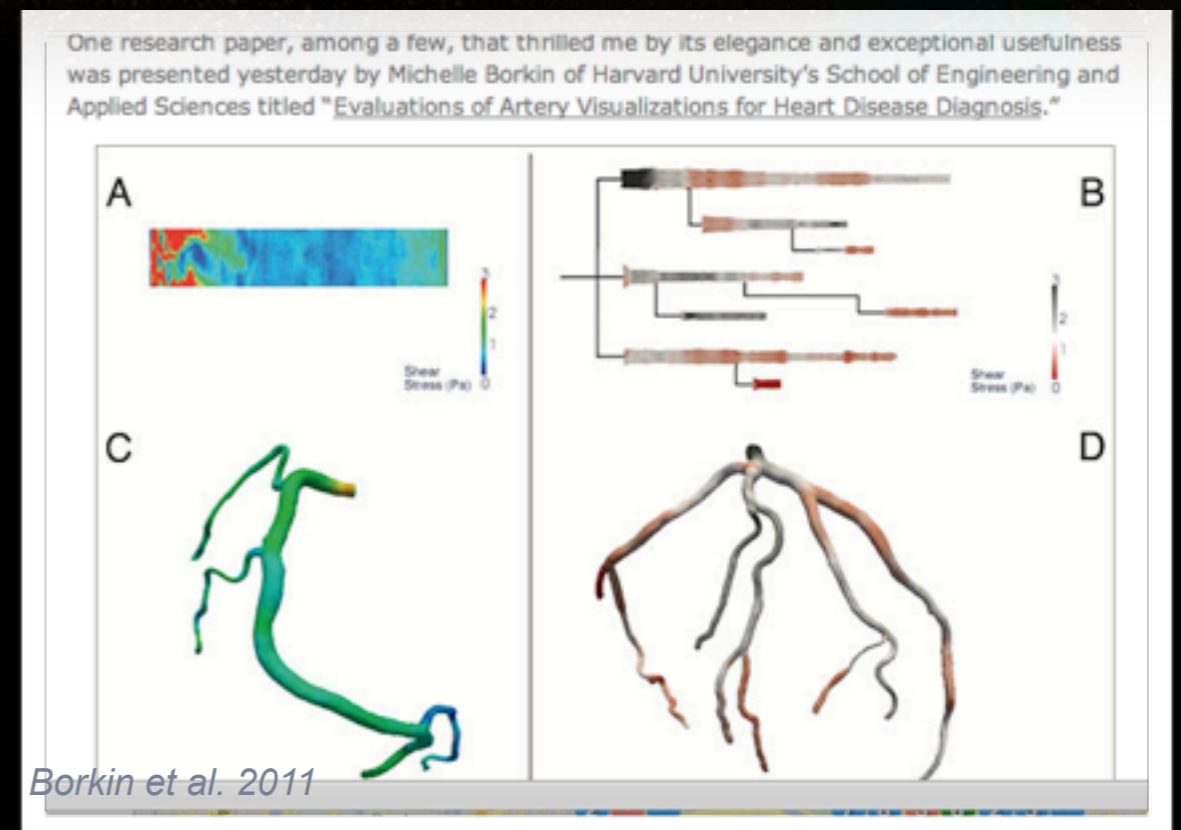 One research paper, among a few, that thrilled me by its elegance and exceptional usefulness
was presented yesterday by Michelle Borkin of Harvard University's School of Engineering and
Applied Sciences titled "Evaluations of Artery Visualizations for Heart Disease Diagnosis."
A
3
2
1
0
Shear
Stress (Pa)
B
3
2
1
0
Shear
Stress (Pa)
C
D
Borkin et al. 2011